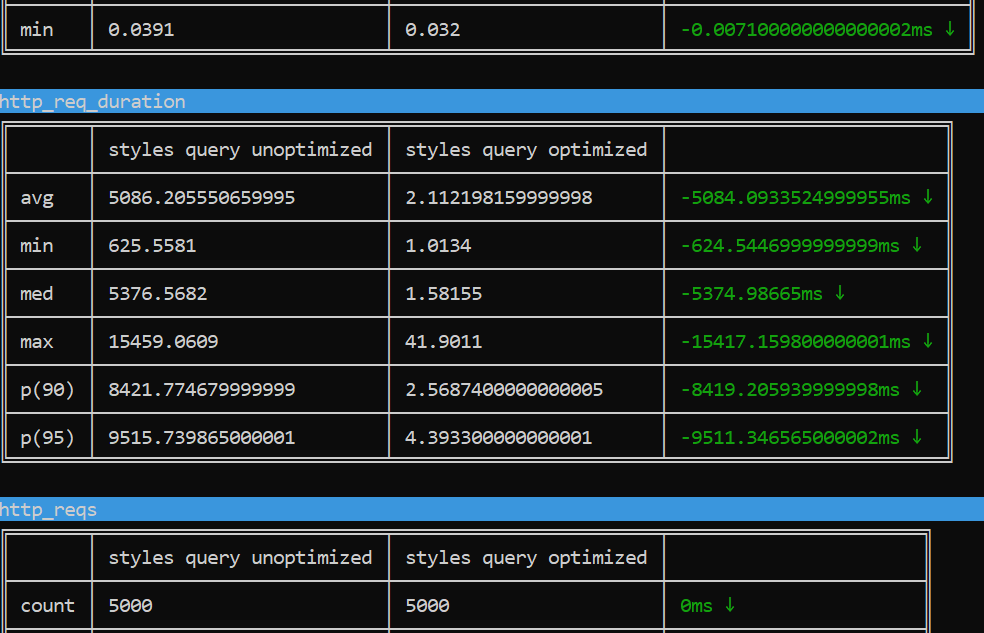 min 0.0391 0.032 -0.007100000000000002ms ↓
http_req_duration
styles query unoptimized styles query optimized
avg 5086.205550659995 2.112198159999998 -5084.0933524999955ms ↓
min 625.5581 1.0134 -624.5446999999999ms ↓
med 5376.5682 1.58155 -5374.98665ms ↓
max 15459.0609 41.9011 -15417.159800000001ms ↓
p(90) 8421.774679999999 2.5687400000000005 -8419.205939999998ms ↓
p(95) 9515.739865000001 4.393300000000001 -9511.346565000002ms ↓
http_reqs
styles query unoptimized styles query optimized
count 5000 5000 0ms ↓